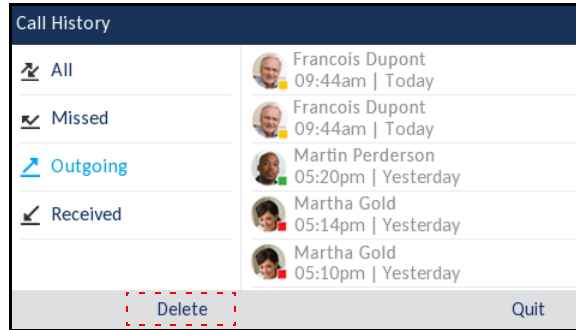 Call History
All
Missed
Outgoing
Received
Francois Dupont
09:44am | Today
Francois Dupont
09:44am | Today
Martin Perderson
05:20pm | Yesterday
Martha Gold
05:14pm | Yesterday
Martha Gold
05:10pm | Yesterday
Delete
Quit